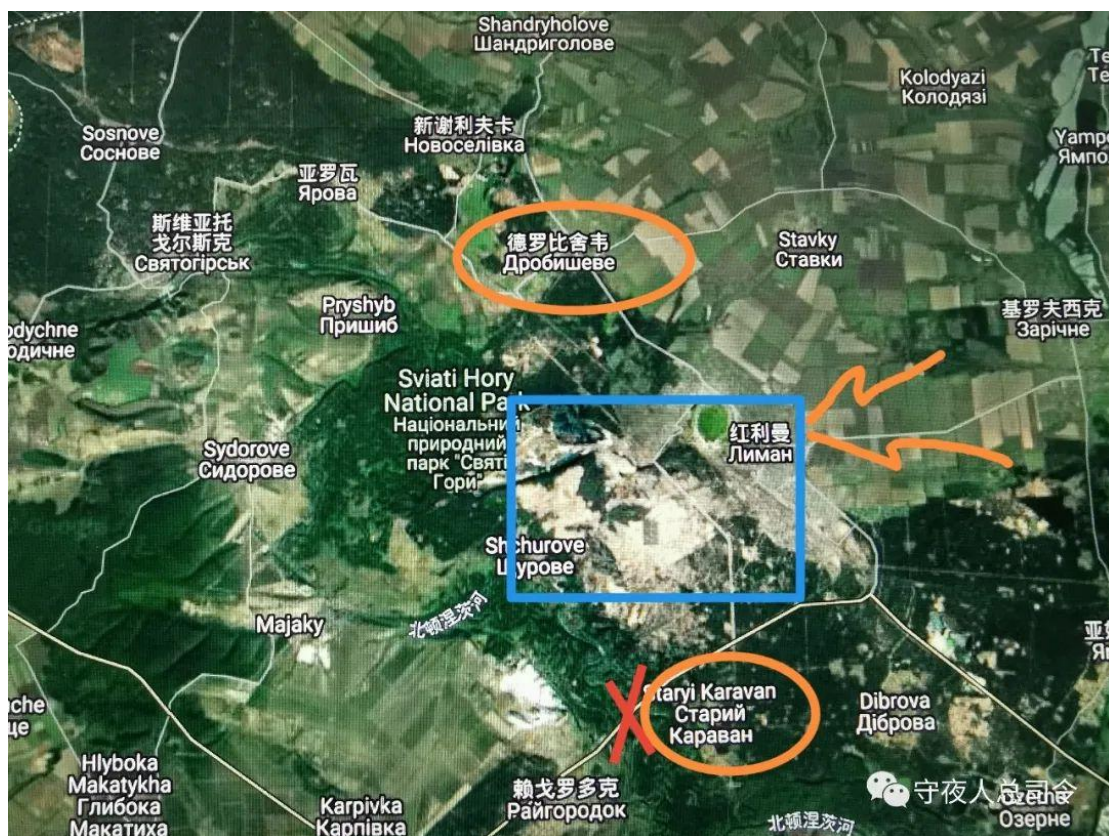 Shandryholove
Шандриголове
Kolodyazi
Колодязі
Sosnove
Соснове
新谢利夫卡
Новоселівка
Ямпо
亚罗瓦
Ярова
斯维亚托
戈尔斯克
Святогірськ
德罗比舍韦
Дробишеве
Stavky
Ставки
Pryshyb
Пришиб
基罗夫西克
Зарічне
odychne
одичне
Sviati Hory
National Park
Національний
природний
парк "Святі
Гори"
红利曼
Лиман
Sydorove
Сидорове
Shchurove
Щурове
北顿涅茨河
Majaky
Staryi Karavan
Старий
Караван
Dibrova
Діброва
Hlyboka
Makatykha
Глибока
Макатиха
Karpivka
Карпівка
赖戈罗多克
Райгородок
守夜人总司令
Ozerne
Озерне
北顿涅茨河